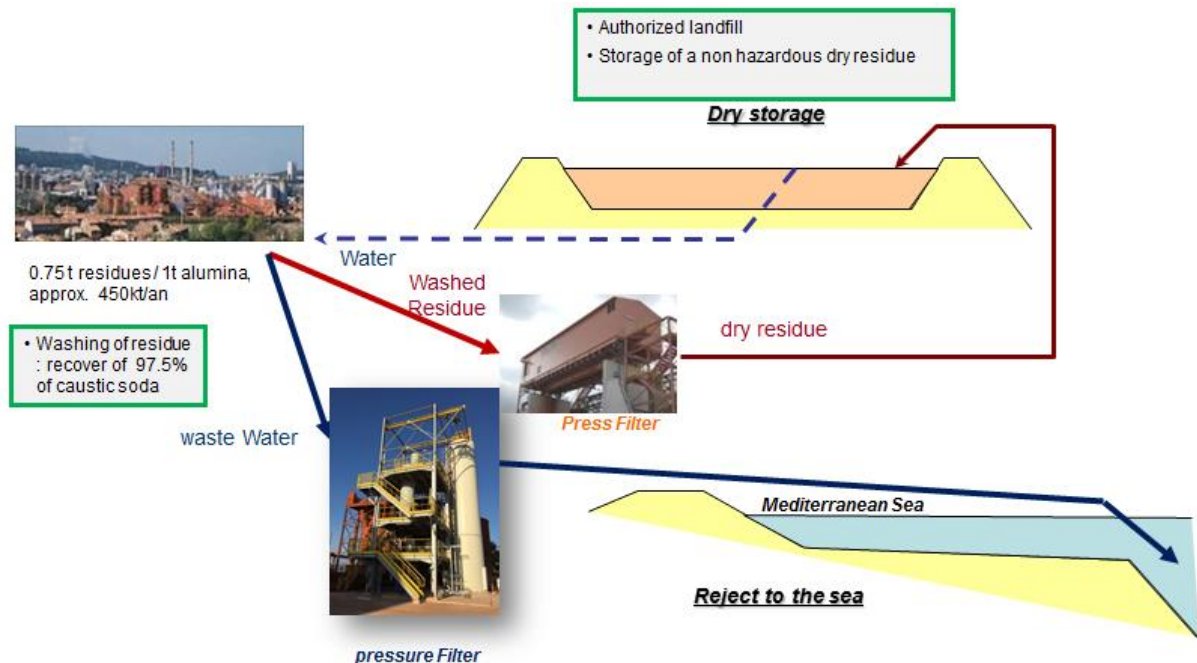 • Authorized landfill
• Storage of a non hazardous dry residue
Dry storage
Water
0.75 t residues / 1t alumina,
approx. 450kt/an
Washed
Residue
dry residue
• Washing of residue
: recover of 97.5%
of caustic soda
Press Filter
waste Water
Mediterranean Sea
Reject to the sea
pressure Filter